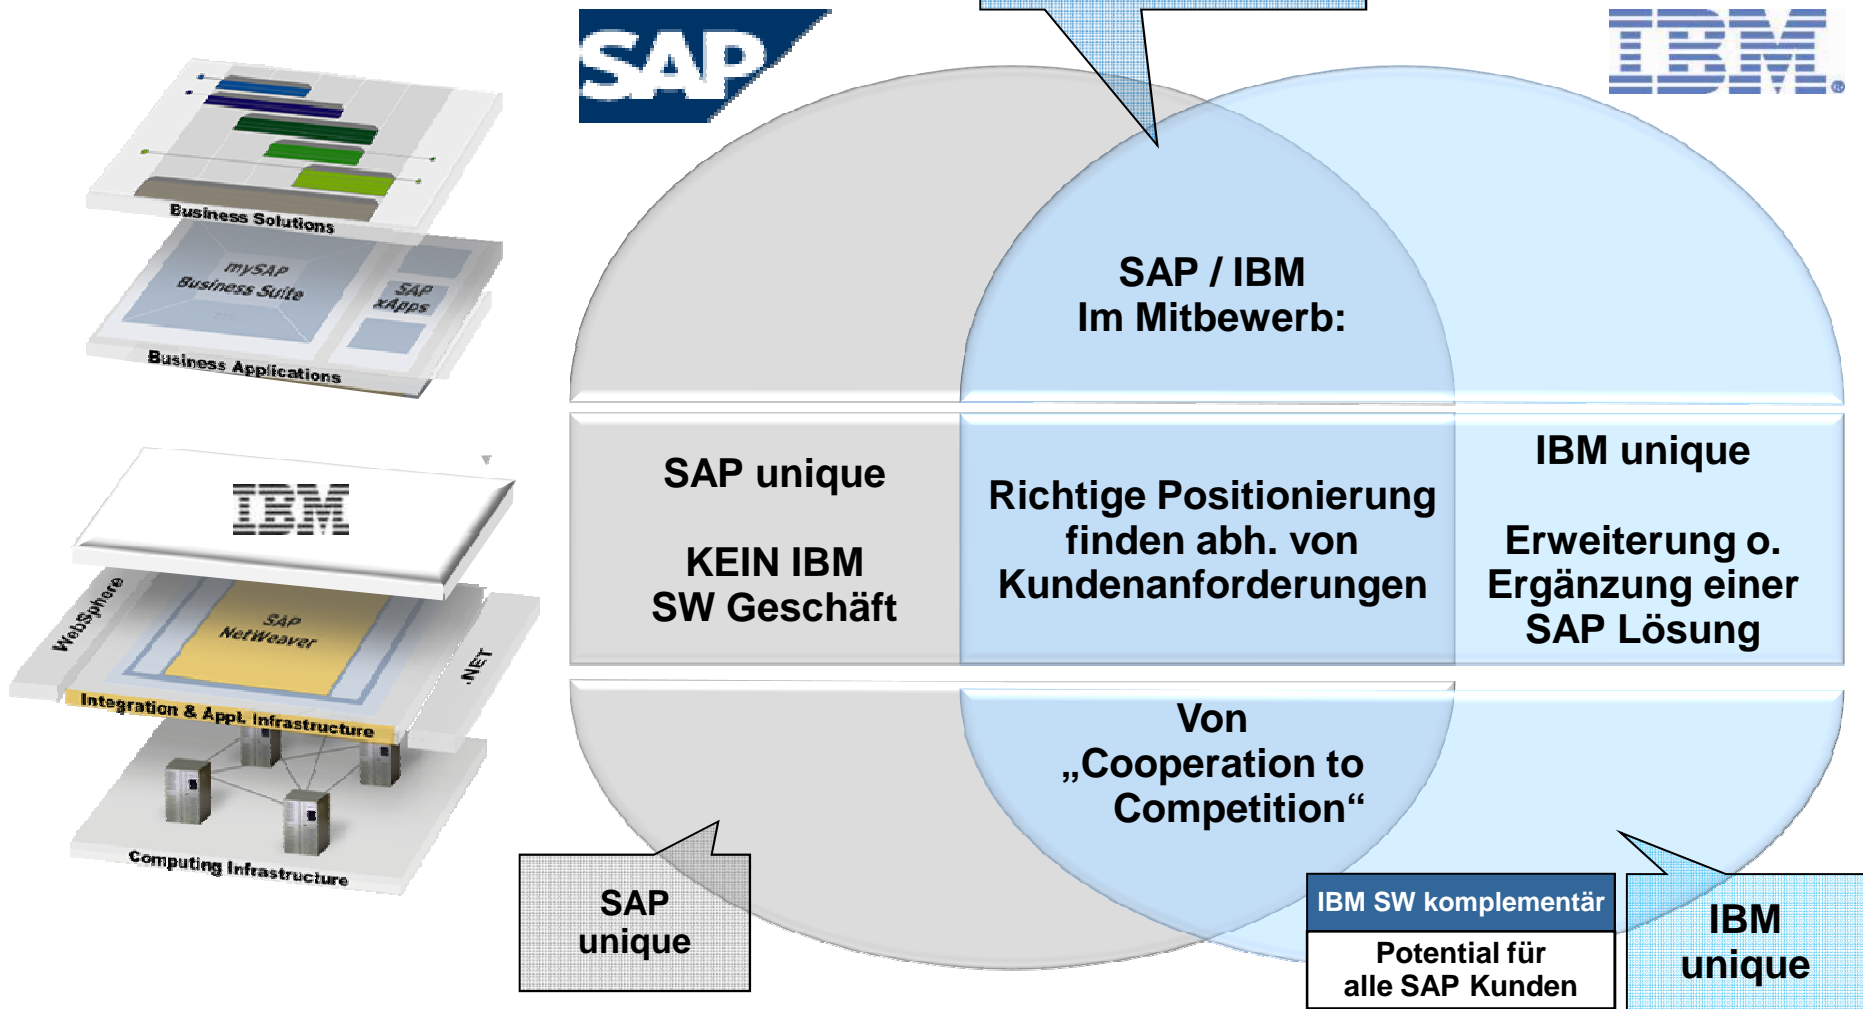 SAP
IBM
Business Solutions
mySAP
Business Suite
SAP
xApps
Business Applications
IBM
WebSphere
SAP
NetWeaver
.NET
Integration & Appl. Infrastructure
Computing Infrastructure
SAP / IBM
Im Mitbewerb:
SAP unique
KEIN IBM
SW Geschäft
Richtige Positionierung
finden abh. von
Kundenanforderungen
IBM unique
Erweiterung o.
Ergänzung einer
SAP Lösung
Von
„Cooperation to
Competition“
SAP
unique
IBM SW komplementär
Potential für
alle SAP Kunden
IBM
unique